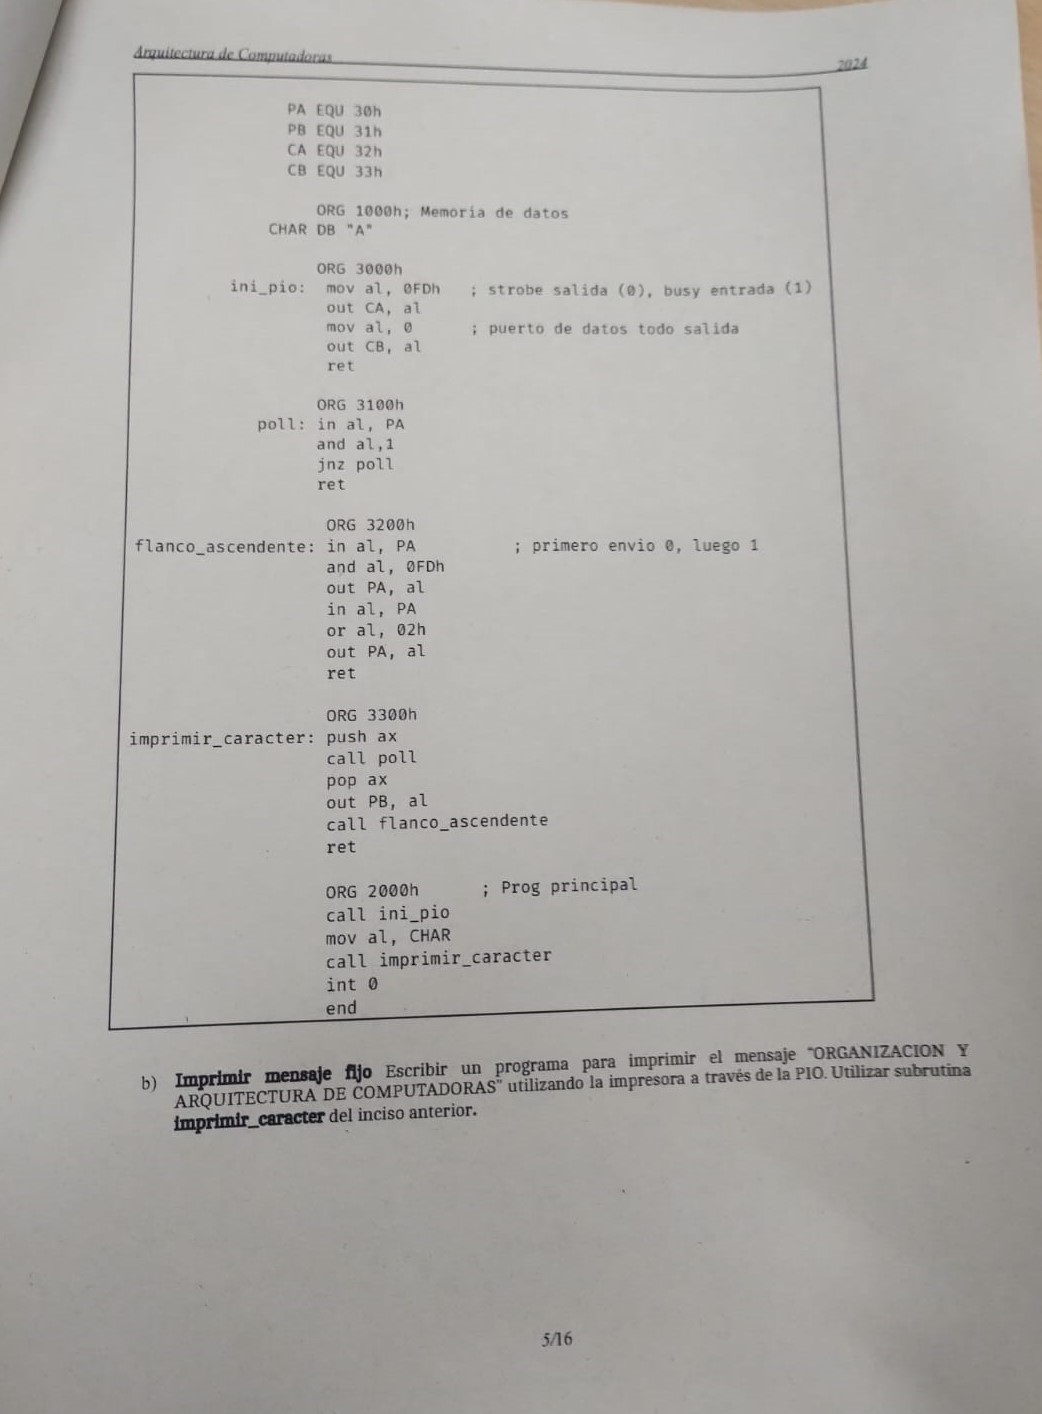 Arquitectura de Computadoras
2024
PA EQU 30h
PB EQU 31h
CA EQU 32h
CB EQU 33h
ORG 1000h; Memoria de datos
CHAR DB "A"
ORG 3000h
ini_pio: mov al, 0FDh ; strobe salida (0), busy entrada (1)
out CA, al
mov al, 0 ; puerto de datos todo salida
out CB, al
ret
ORG 3100h
poll: in al, PA
and al,1
jnz poll
ret
ORG 3200h
flanco_ascendente: in al, PA ; primero envio 0, luego 1
and al, 0FDh
out PA, al
in al, PA
or al, 02h
out PA, al
ret
ORG 3300h
imprimir_caracter: push ax
call poll
pop ax
out PB, al
call flanco_ascendente
ret
ORG 2000h ; Prog principal
call ini_pio
mov al, CHAR
call imprimir_caracter
int 0
end
b) Imprimir mensaje fijo Escribir un programa para imprimir el mensaje "ORGANIZACION Y
ARQUITECTURA DE COMPUTADORAS" utilizando la impresora a través de la PIO. Utilizar subrutina
imprimir_caracter del inciso anterior.
5/16